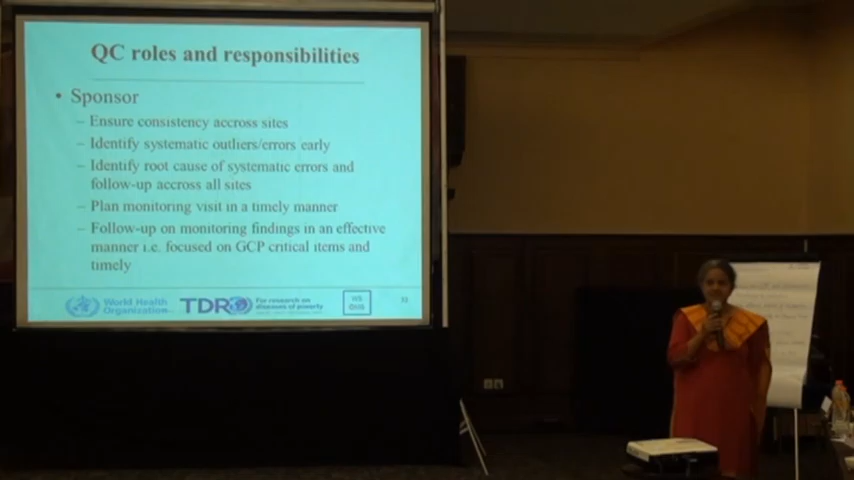 QC roles and responsibilities
• Sponsor
– Ensure consistency accross sites
– Identify systematic outliers/errors early
– Identify root cause of systematic errors and
follow-up accross all sites
– Plan monitoring visit in a timely manner
– Follow-up on monitoring findings in an effective
manner i.e. focused on GCP critical items and
timely
World Health
Organization
TDR
For research on
diseases of poverty